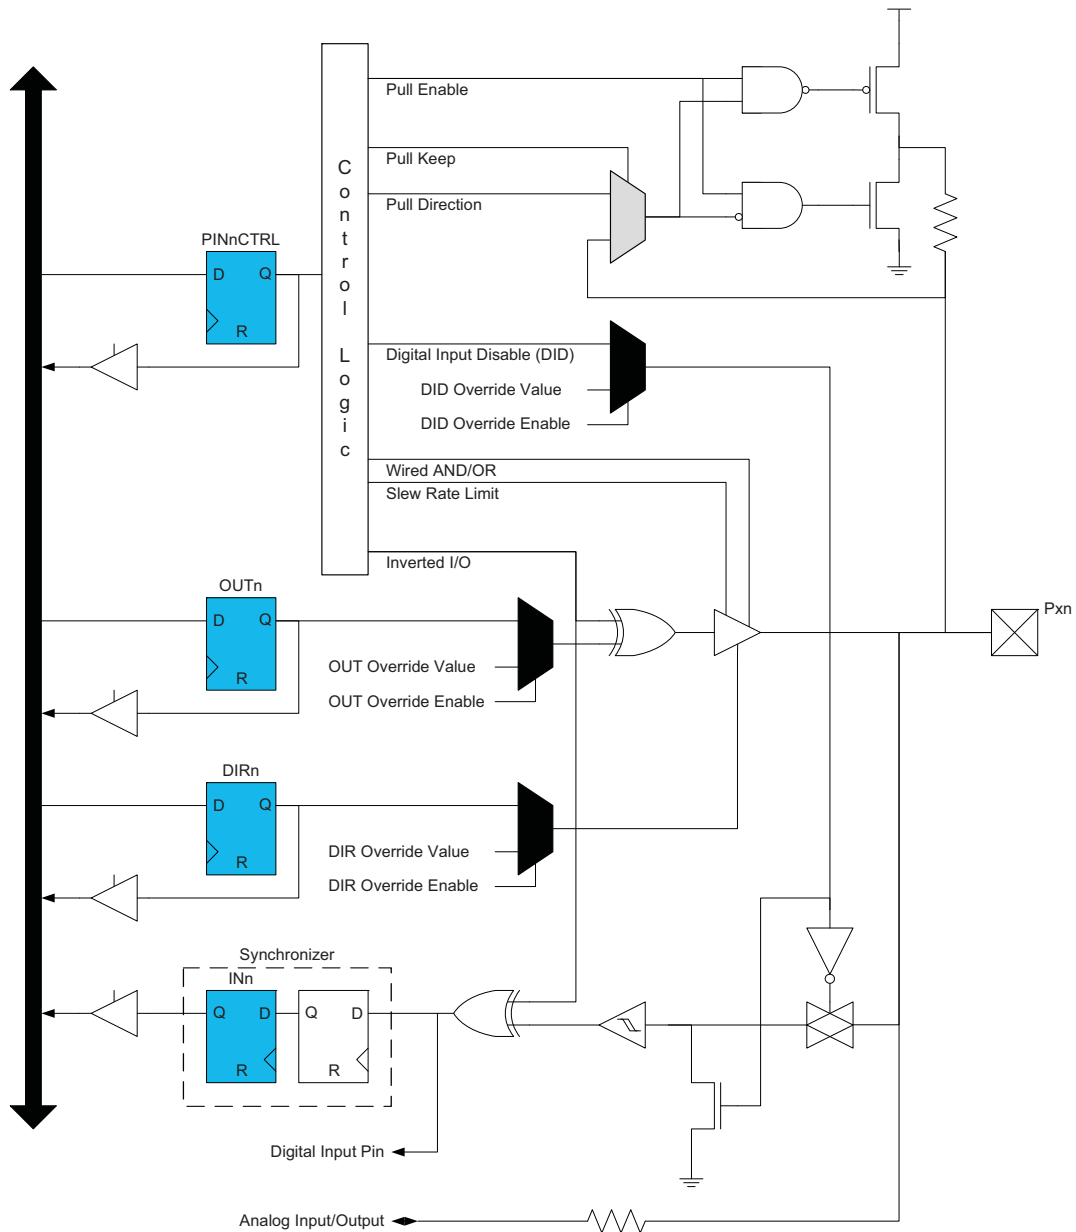 Pull Enable
Pull Keep
Pull Direction
Control Logic
PINnCTRL
D Q
R
Digital Input Disable (DID)
DID Override Value
DID Override Enable
Wired AND/OR
Slew Rate Limit
Inverted I/O
OUTn
D Q
R
Pxn
OUT Override Value
OUT Override Enable
DIRn
D Q
R
DIR Override Value
DIR Override Enable
Synchronizer
INn
Q D Q D
R R
Digital Input Pin
Analog Input/Output